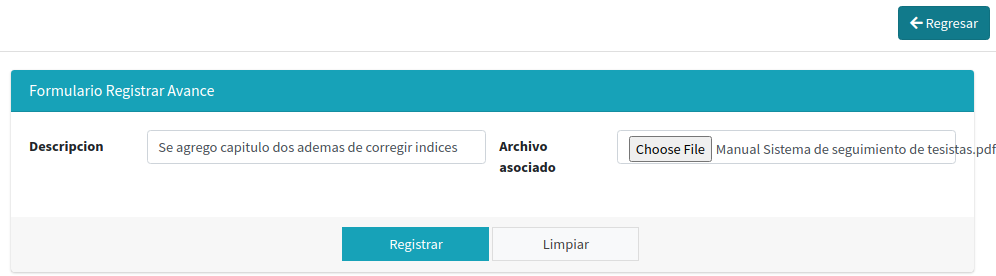 Regresar
Formulario Registrar Avance
Descripcion
Se agrego capitulo dos ademas de corregir indices
Archivo
asociado
Choose File Manual Sistema de seguimiento de tesistas.pdf
Registrar
Limpiar